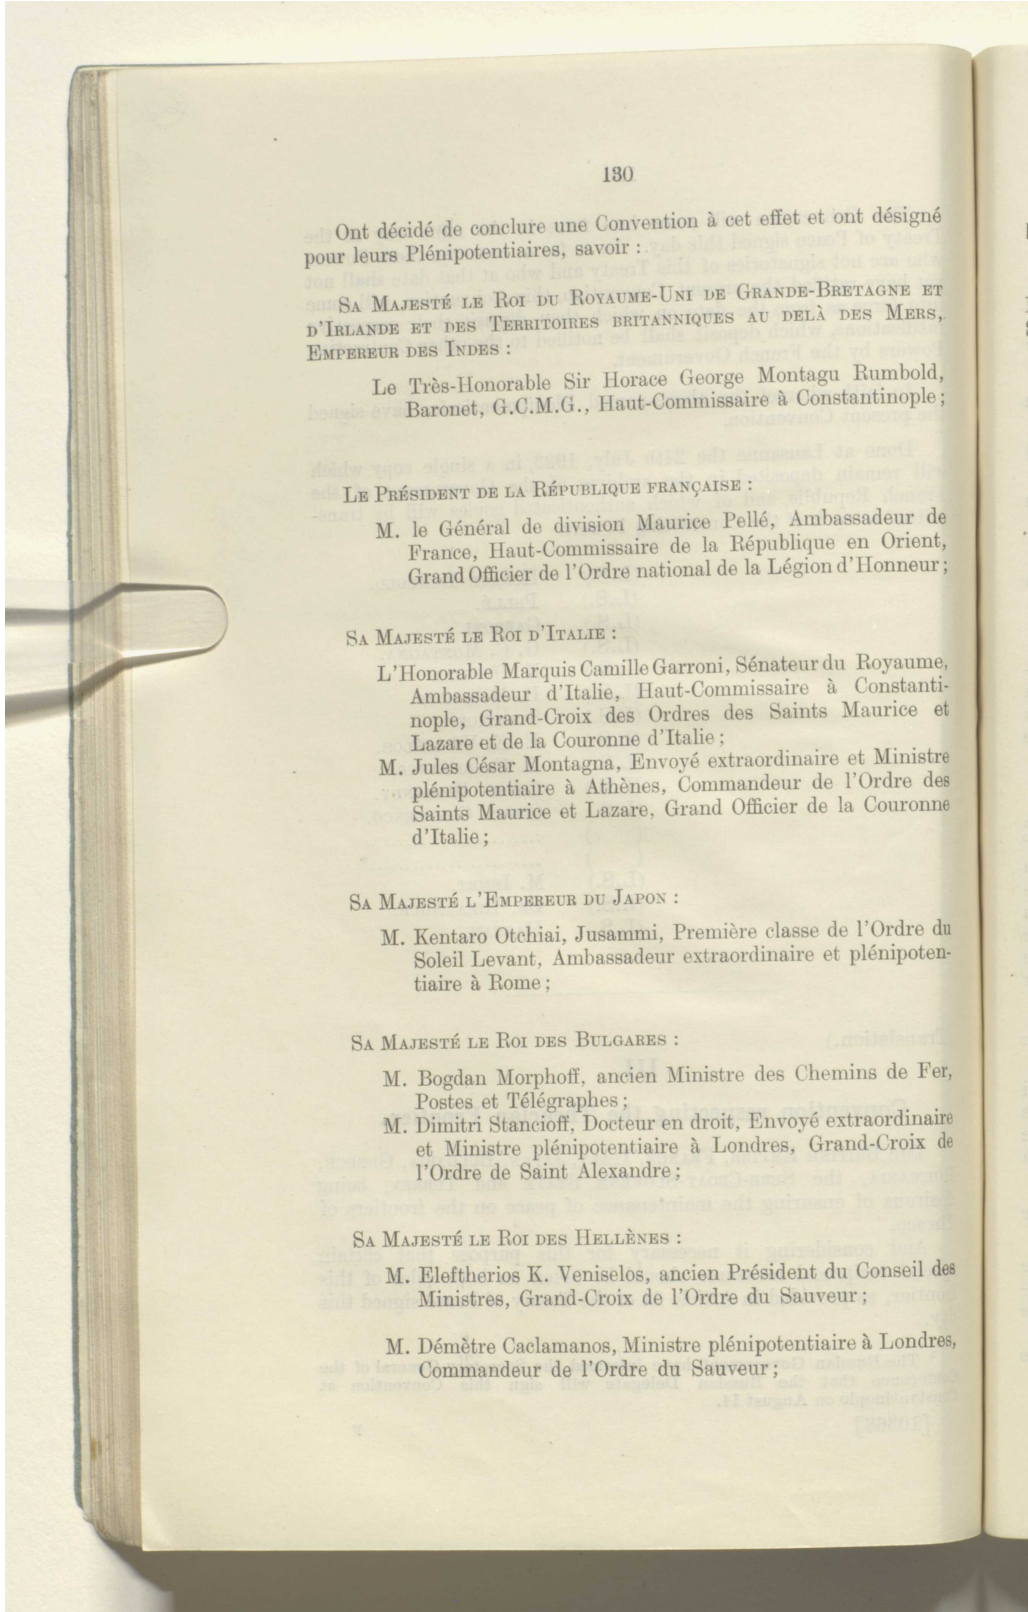 130
Ont décidé de conclure une Convention à cet effet et ont désigné
pour leurs Plénipotentiaires, savoir :
SA MAJESTÉ LE ROI DU ROYAUME-UNI DE GRANDE-BRETAGNE ET
D'IRLANDE ET DES TERRITOIRES BRITANNIQUES AU DELÀ DES MERS,
EMPEREUR DES INDES :
Le Très-Honorable Sir Horace George Montagu Rumbold,
Baronet, G.C.M.G., Haut-Commissaire à Constantinople ;
LE PRÉSIDENT DE LA RÉPUBLIQUE FRANÇAISE :
M. le Général de division Maurice Pellé, Ambassadeur de
France, Haut-Commissaire de la République en Orient,
Grand Officier de l'Ordre national de la Légion d'Honneur ;
SA MAJESTÉ LE ROI D'ITALIE :
L'Honorable Marquis Camille Garroni, Sénateur du Royaume,
Ambassadeur d'Italie, Haut-Commissaire à Constanti-
nople, Grand-Croix des Ordres des Saints Maurice et
Lazare et de la Couronne d'Italie ;
M. Jules César Montagna, Envoyé extraordinaire et Ministre
plénipotentiaire à Athènes, Commandeur de l'Ordre des
Saints Maurice et Lazare, Grand Officier de la Couronne
d'Italie ;
SA MAJESTÉ L'EMPEREUR DU JAPON :
M. Kentaro Otchiai, Jusammi, Première classe de l'Ordre du
Soleil Levant, Ambassadeur extraordinaire et plénipoten-
tiaire à Rome ;
SA MAJESTÉ LE ROI DES BULGARES :
M. Bogdan Morphoff, ancien Ministre des Chemins de Fer,
Postes et Télégraphes ;
M. Dimitri Stancioff, Docteur en droit, Envoyé extraordinaire
et Ministre plénipotentiaire à Londres, Grand-Croix de
l'Ordre de Saint Alexandre ;
SA MAJESTÉ LE ROI DES HELLÈNES :
M. Eleftherios K. Veniselos, ancien Président du Conseil des
Ministres, Grand-Croix de l'Ordre du Sauveur ;
M. Démètre Caclamanos, Ministre plénipotentiaire à Londres,
Commandeur de l'Ordre du Sauveur ;